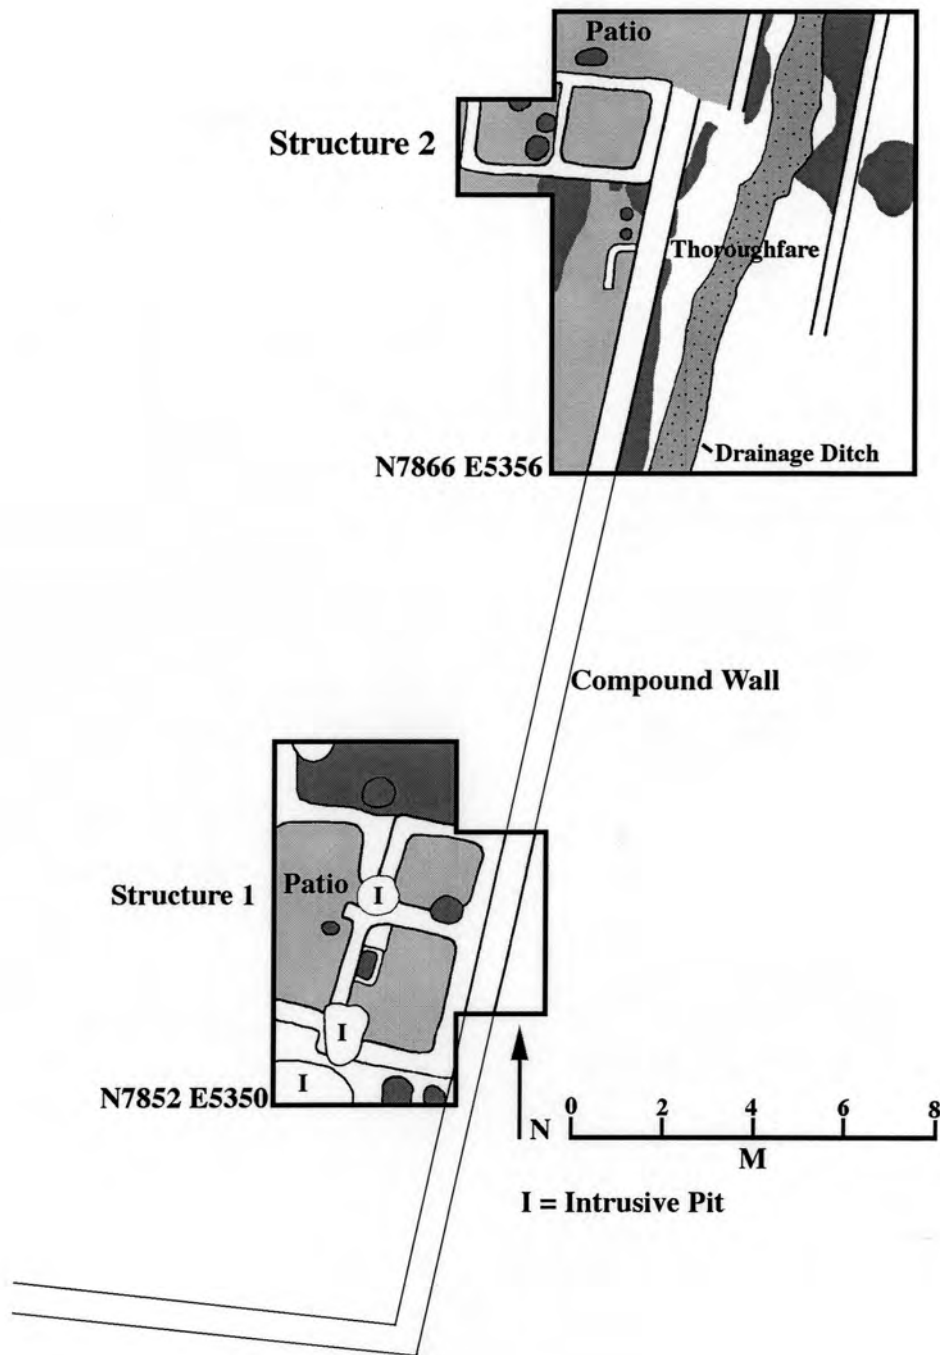 Patio
Structure 2
Thoroughfare
Drainage Ditch
N7866 E5356
Compound Wall
Structure 1
Patio
I
I
I
N7852 E5350
N
0 2 4 6 8
M
I = Intrusive Pit